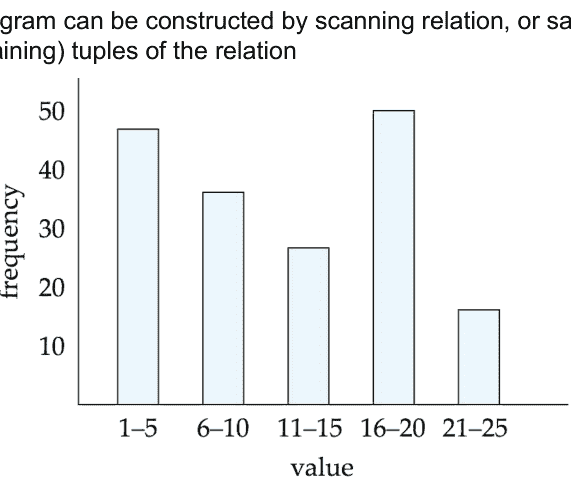 gram can be constructed by scanning relation, or sa
aining) tuples of the relation
50
40
30
20
10
frequency
1–5 6–10 11–15 16–20 21–25
value